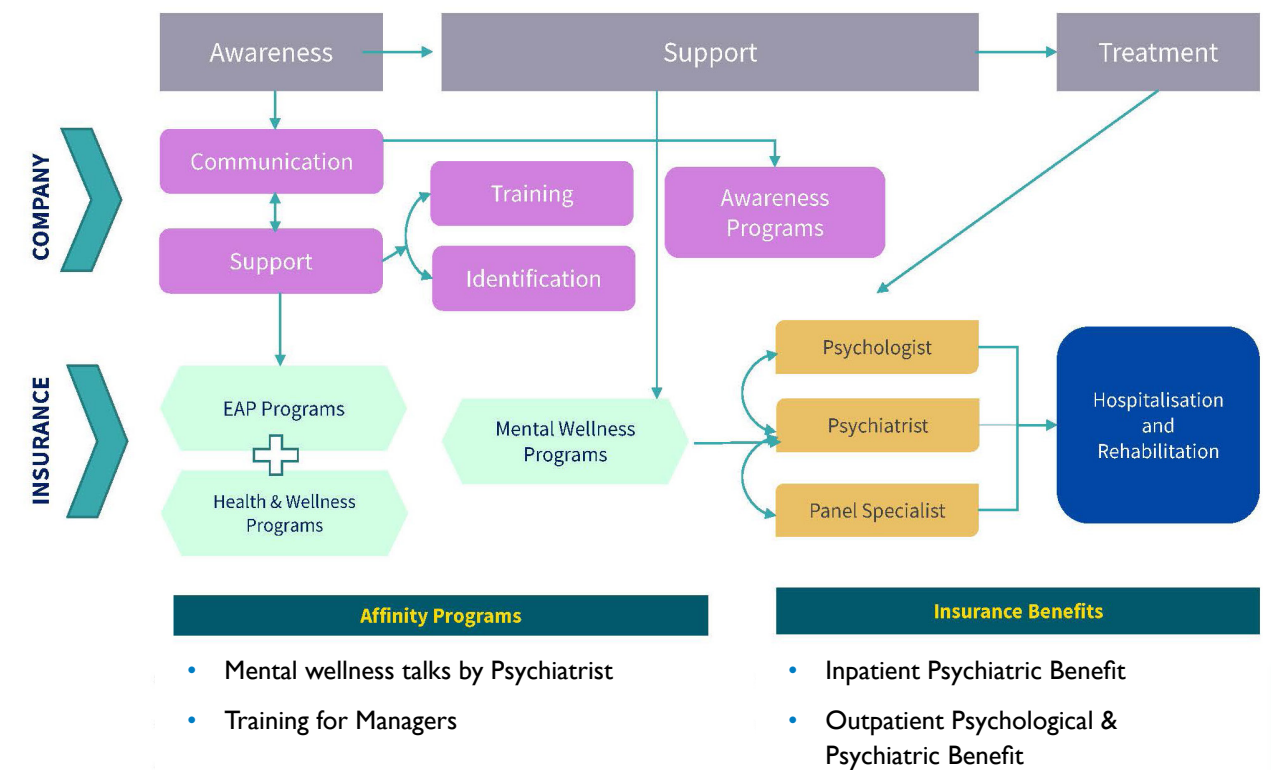 Awareness
Support
Treatment
COMPANY
Communication
Training
Awareness
Programs
Support
Identification
INSURANCE
Psychologist
EAP Programs
Mental Wellness
Programs
Psychiatrist
Hospitalisation
and
Rehabilitation
Health & Wellness
Programs
Panel Specialist
Affinity Programs
• Mental wellness talks by Psychiatrist
• Training for Managers
Insurance Benefits
• Inpatient Psychiatric Benefit
• Outpatient Psychological &
Psychiatric Benefit